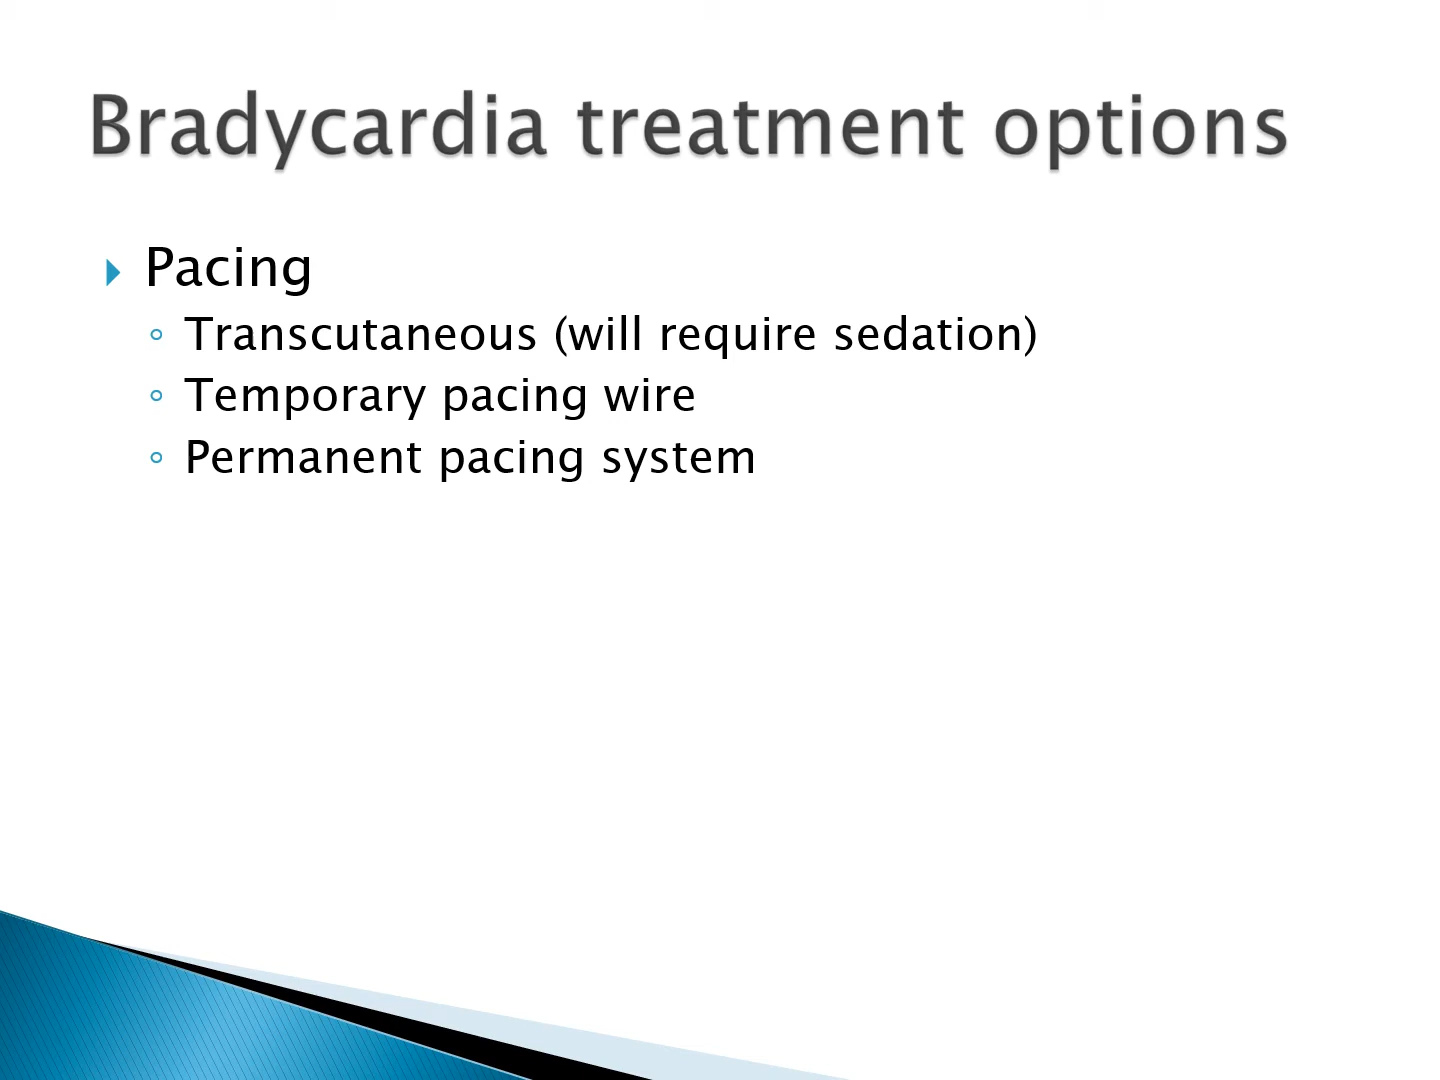 Bradycardia treatment options
Pacing
Transcutaneous (will require sedation)
Temporary pacing wire
Permanent pacing system